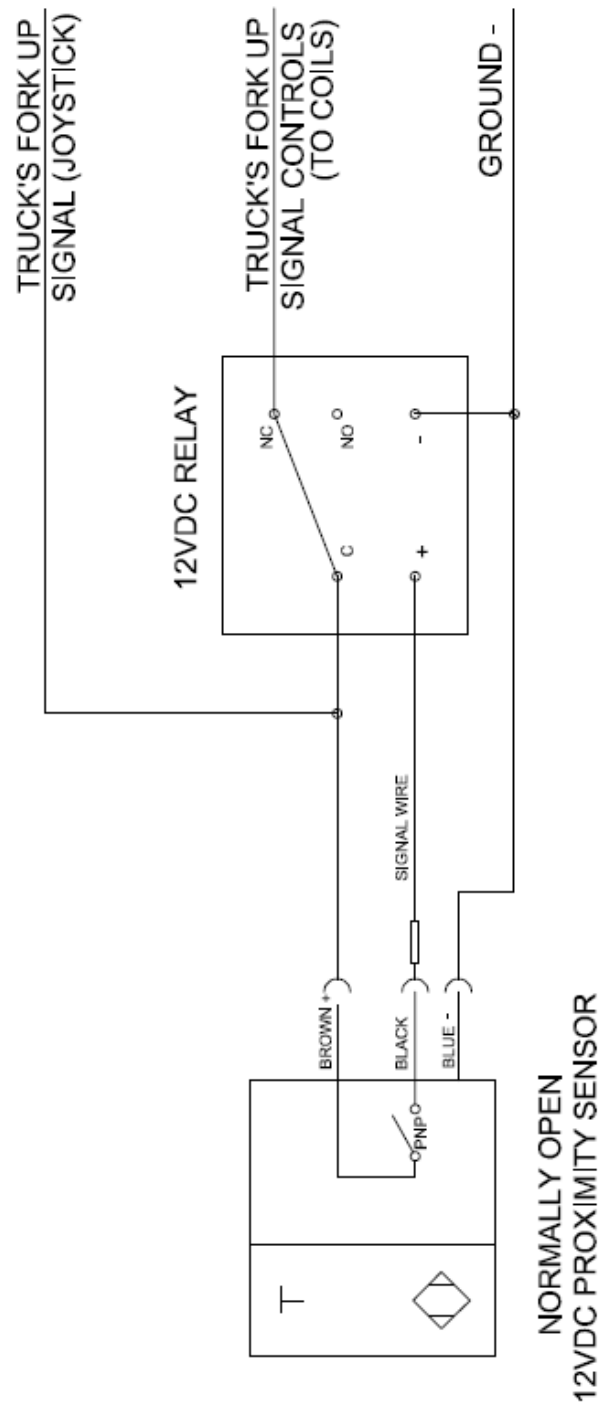 TRUCK'S FORK UP
SIGNAL (JOYSTICK)
TRUCK'S FORK UP
SIGNAL CONTROLS
(TO COILS)
GROUND -
12VDC RELAY
NC
NO
-
C
+
SIGNAL WIRE
BROWN +
BLACK
BLUE -
PNP
T
NORMALLY OPEN
12VDC PROXIMITY SENSOR